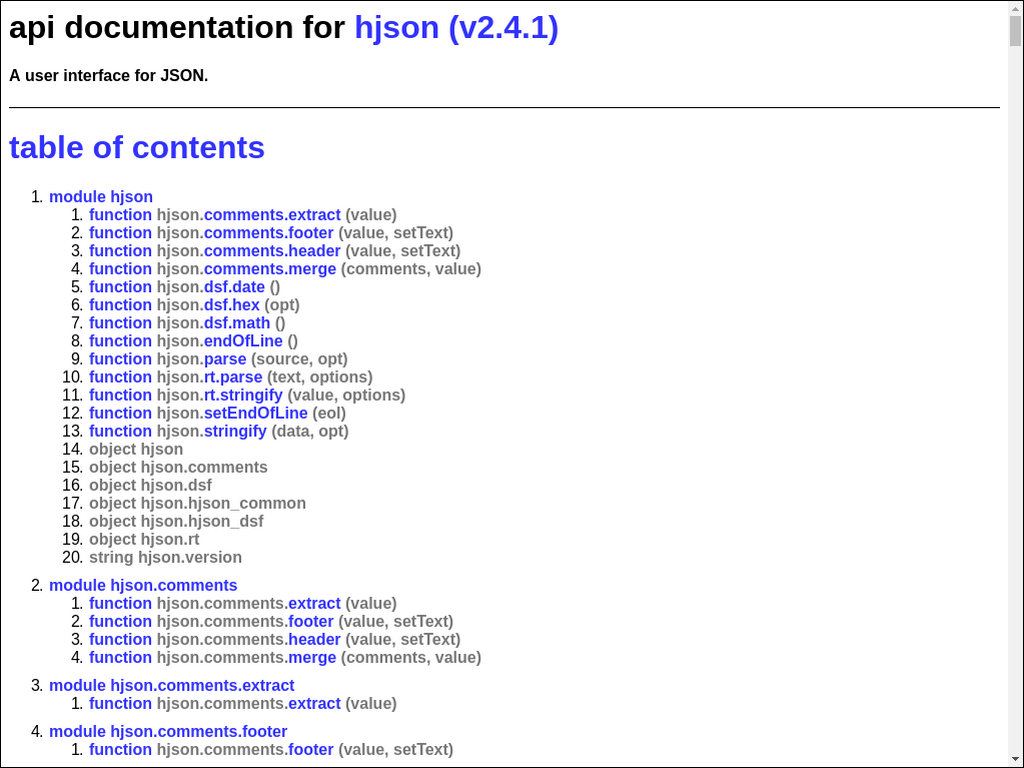 api documentation for hjson (v2.4.1)
A user interface for JSON.
table of contents
1. module hjson
1. function hjson.comments.extract (value)
2. function hjson.comments.footer (value, setText)
3. function hjson.comments.header (value, setText)
4. function hjson.comments.merge (comments, value)
5. function hjson.dsf.date ()
6. function hjson.dsf.hex (opt)
7. function hjson.dsf.math ()
8. function hjson.endOfLine ()
9. function hjson.parse (source, opt)
10. function hjson.rt.parse (text, options)
11. function hjson.rt.stringify (value, options)
12. function hjson.setEndOfLine (eol)
13. function hjson.stringify (data, opt)
14. object hjson
15. object hjson.comments
16. object hjson.dsf
17. object hjson.hjson_common
18. object hjson.hjson_dsf
19. object hjson.rt
20. string hjson.version
2. module hjson.comments
1. function hjson.comments.extract (value)
2. function hjson.comments.footer (value, setText)
3. function hjson.comments.header (value, setText)
4. function hjson.comments.merge (comments, value)
3. module hjson.comments.extract
1. function hjson.comments.extract (value)
4. module hjson.comments.footer
1. function hjson.comments.footer (value, setText)